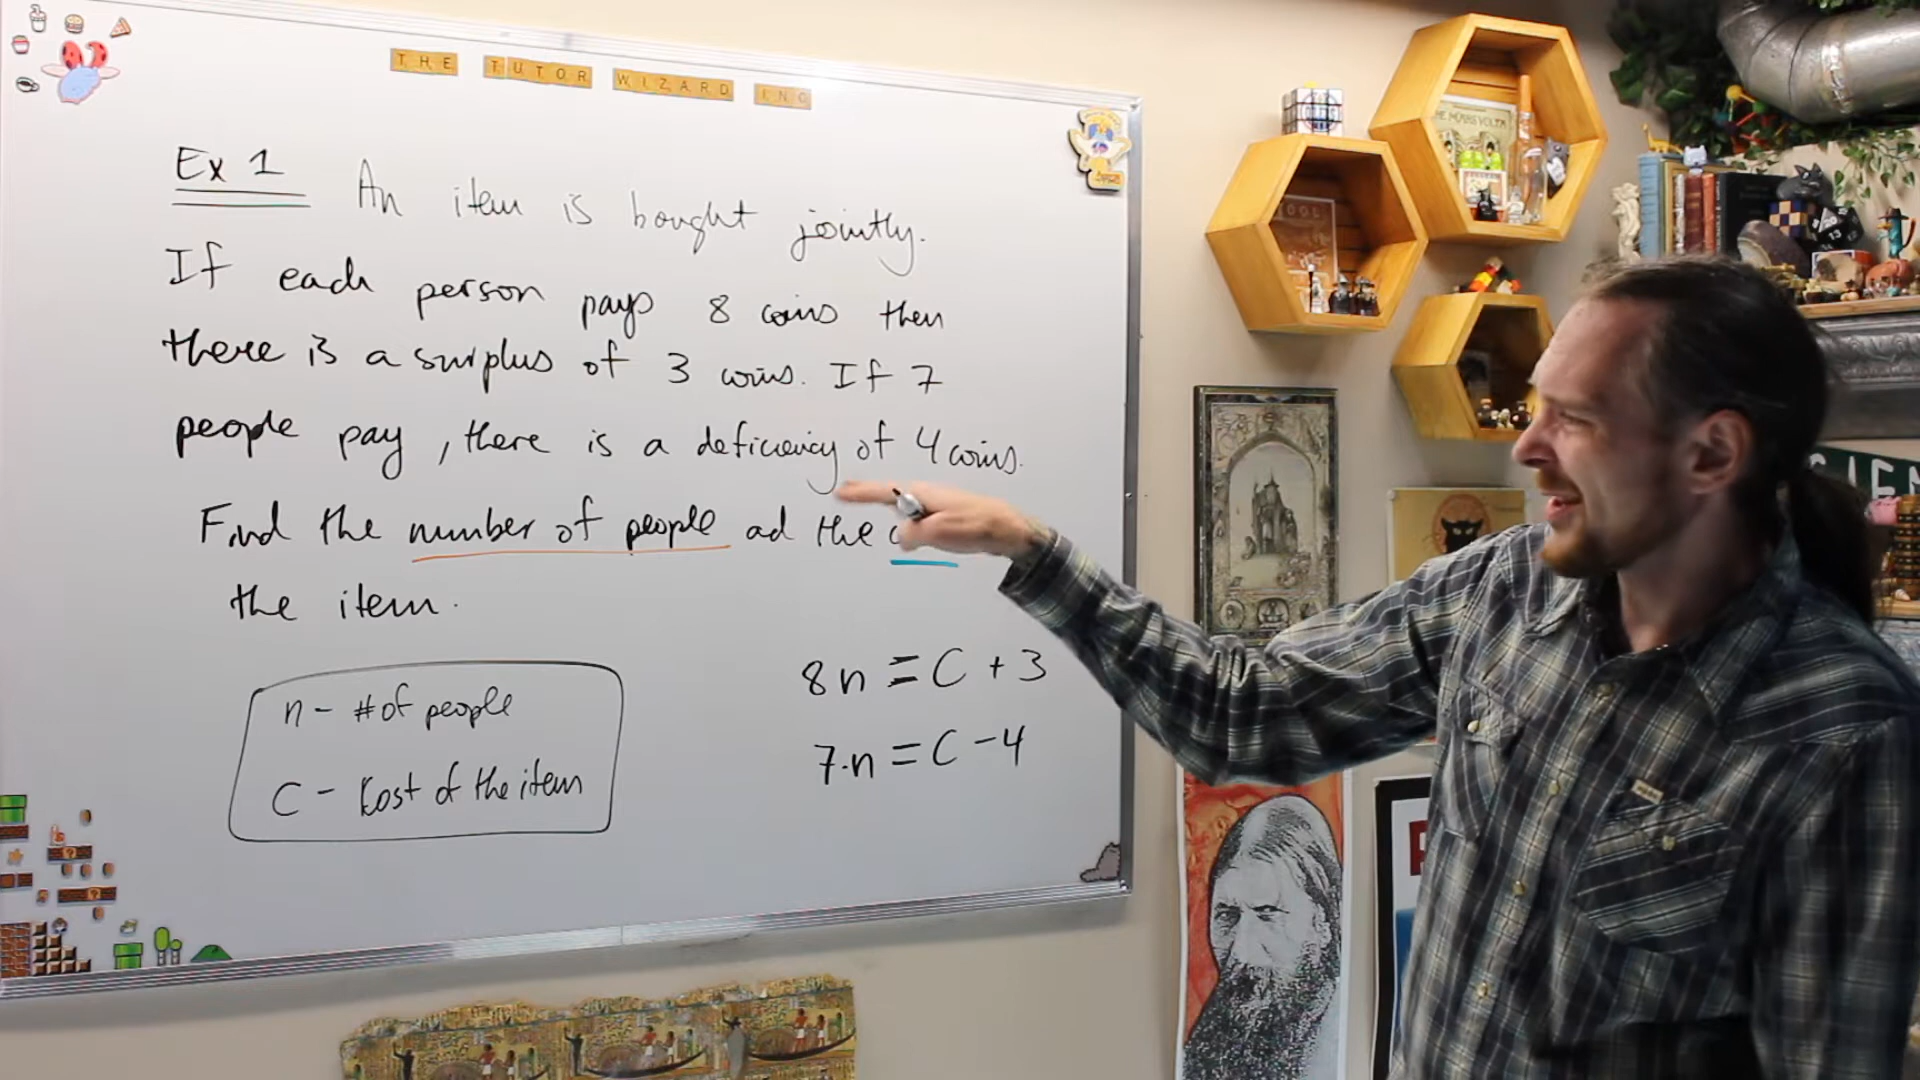 THE TUTOR WIZARD INC
Ex 1 An item is bought jointly.
If each person pays 8 coins then
there is a surplus of 3 coins. If 7
people pay, there is a deficiency of 4 coins.
Find the number of people ad the
the item.
n - # of people
C - Kost of the item
8n = C + 3
7·n = C - 4